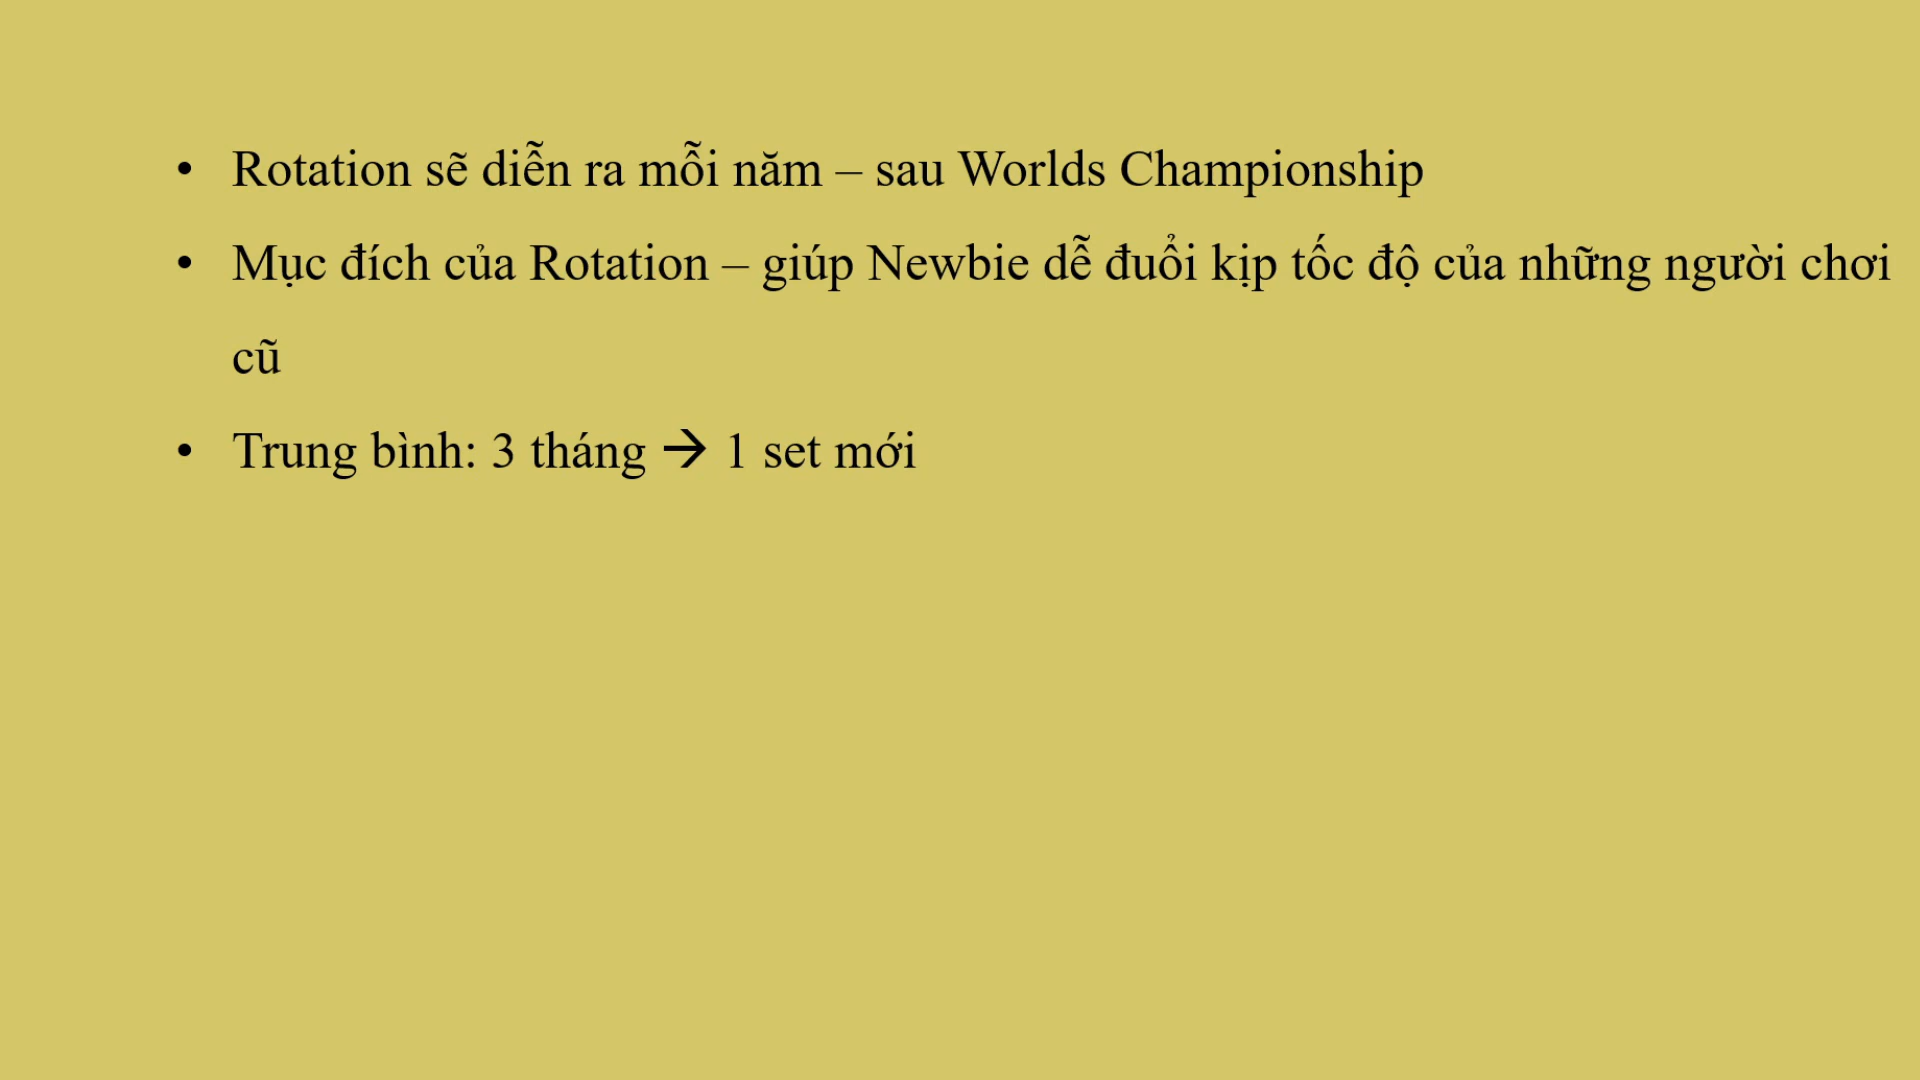 • Rotation sẽ diễn ra mỗi năm – sau Worlds Championship
• Mục đích của Rotation – giúp Newbie dễ đuổi kịp tốc độ của những người chơi
cũ
• Trung bình: 3 tháng → 1 set mới